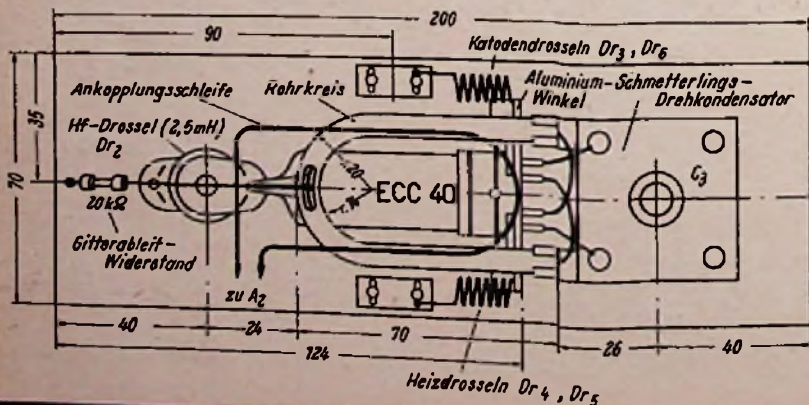 200
90
Katodendrosseln Dr3, Dr6
Ankopplungsschleife
Rohrkreis
Aluminium-Schmetterlings-
Winkel
Drehkondensator
Hf-Drossel (2,5mH)
Dr2
35
70
20
ECC 40
C3
20kΩ
Gitterableit-
Widerstand
zu A2
40
24
70
26
40
124
Heizdrosseln Dr4, Dr5